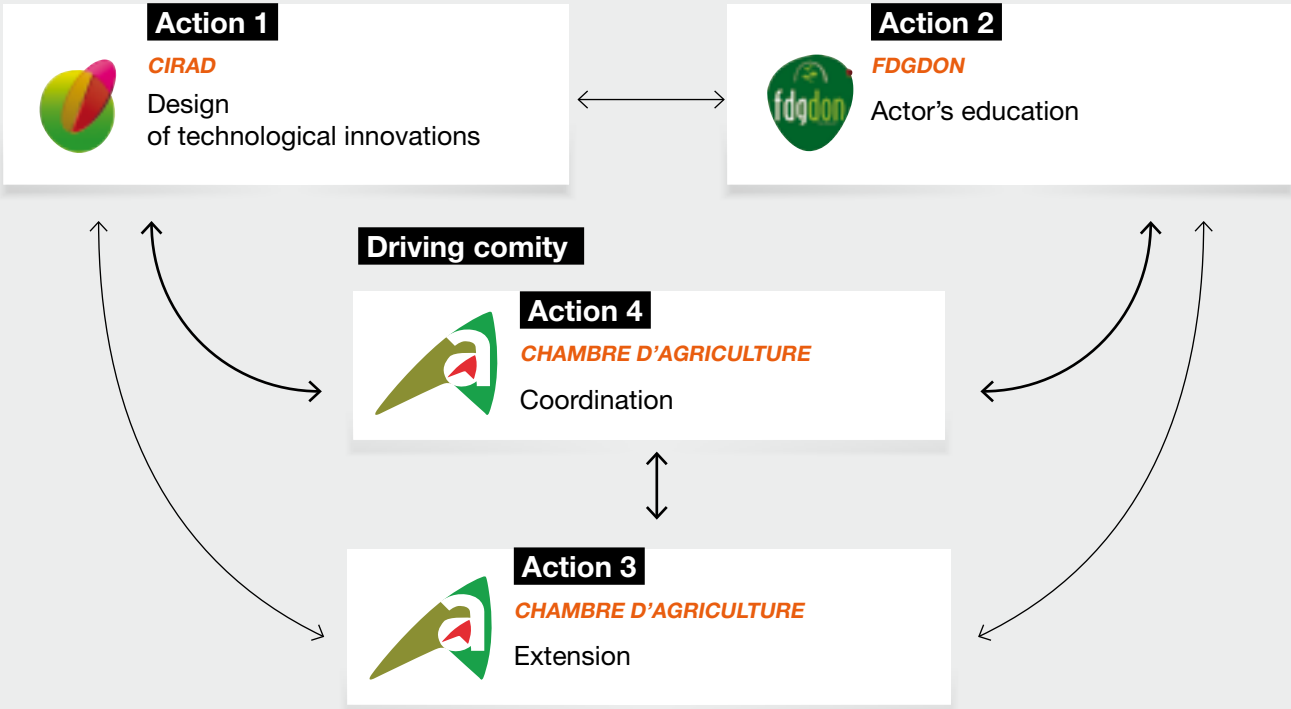 Action 1
CIRAD
Design
of technological innovations
Action 2
FDGDON
fdgdon
Actor’s education
Driving comity
Action 4
CHAMBRE D’AGRICULTURE
a
Coordination
Action 3
CHAMBRE D’AGRICULTURE
a
Extension